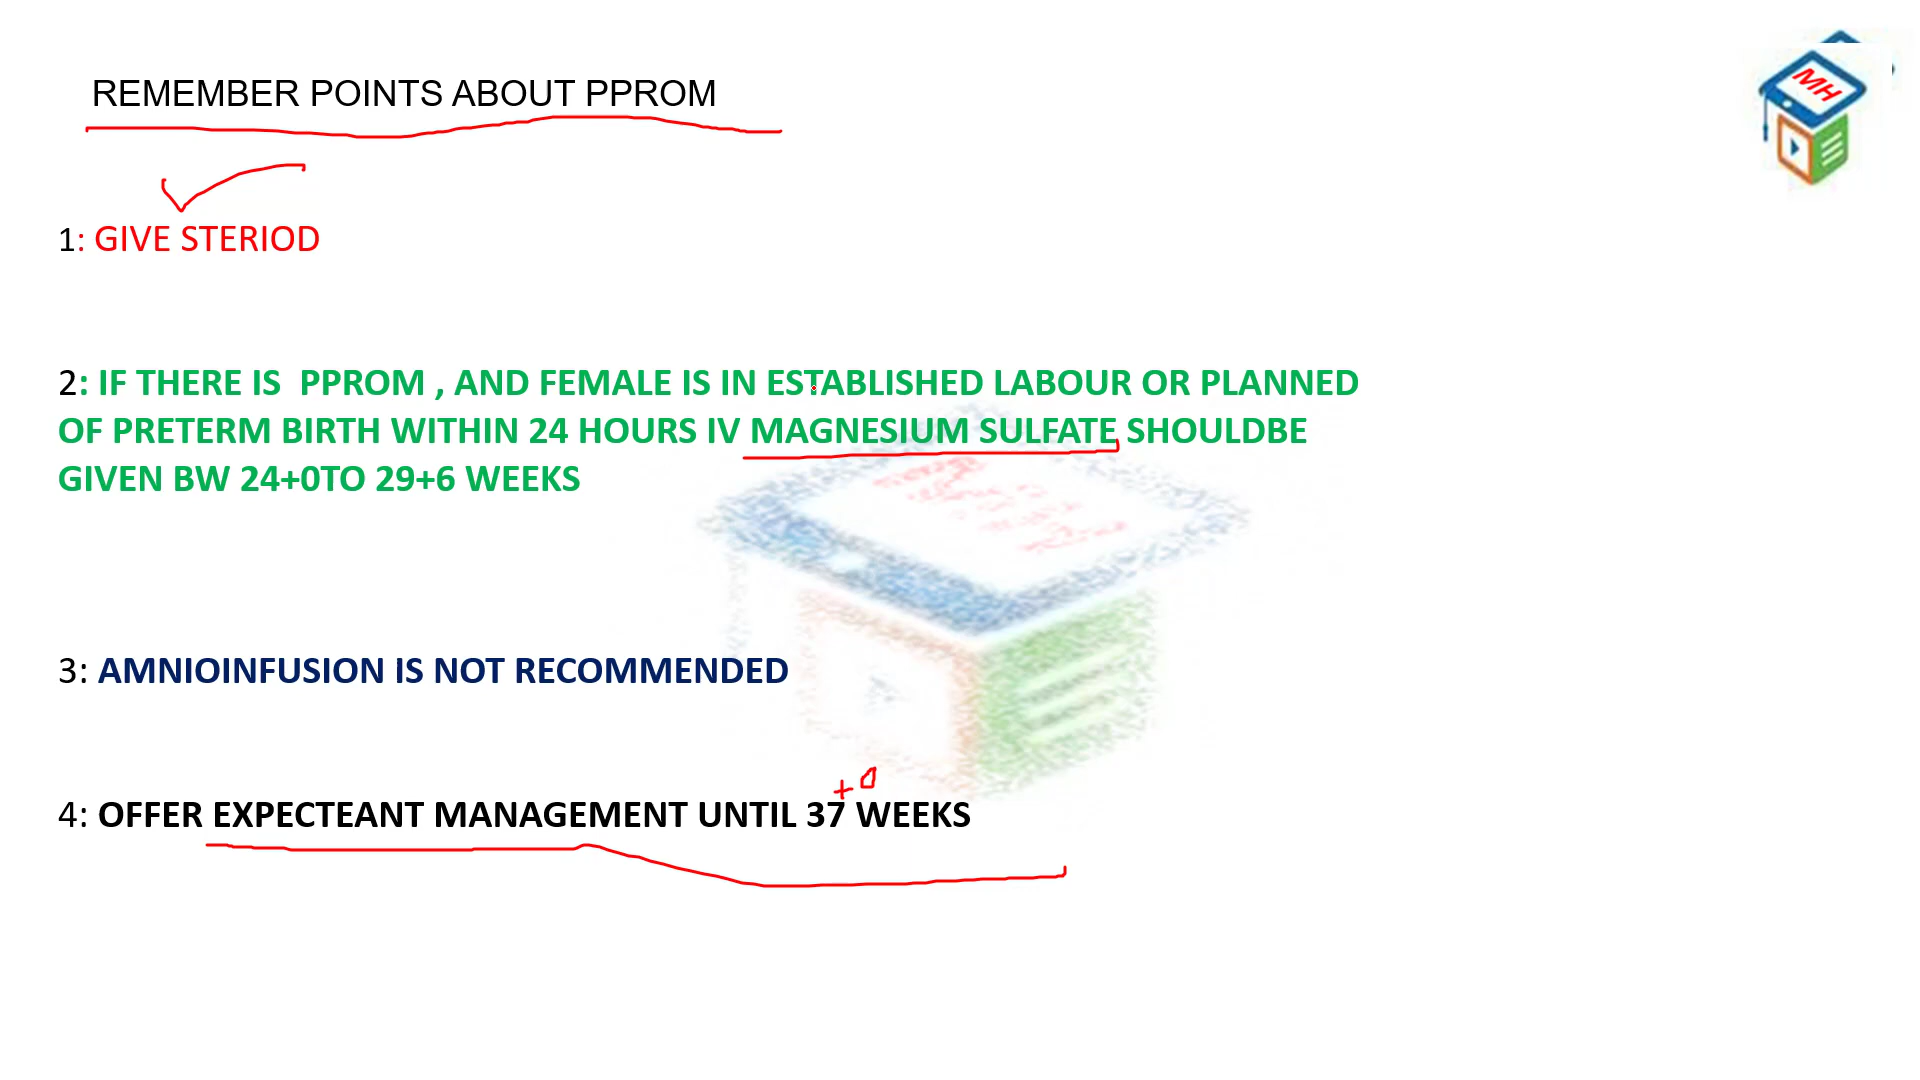 MH
REMEMBER POINTS ABOUT PPROM
1: GIVE STERIOD
2: IF THERE IS PPROM , AND FEMALE IS IN ESTABLISHED LABOUR OR PLANNED
OF PRETERM BIRTH WITHIN 24 HOURS IV MAGNESIUM SULFATE SHOULDBE
GIVEN BW 24+0TO 29+6 WEEKS
3: AMNIOINFUSION IS NOT RECOMMENDED
+0
4: OFFER EXPECTEANT MANAGEMENT UNTIL 37 WEEKS